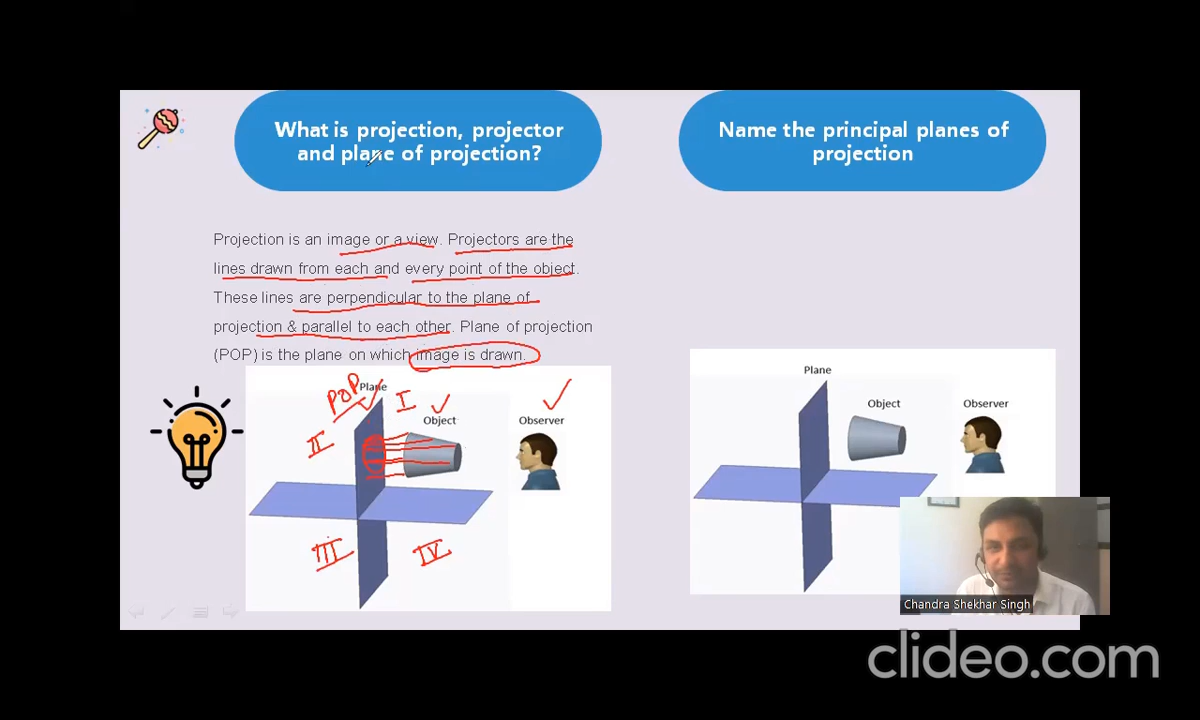 What is projection, projector
and plane of projection?
Projection is an image or a view. Projectors are the
lines drawn from each and every point of the object.
These lines are perpendicular to the plane of
projection & parallel to each other. Plane of projection
(POP) is the plane on which image is drawn.
POP
Plane
I
Object
Observer
II
III
IV
Name the principal planes of
projection
Plane
Object
Observer
Chandra Shekhar Singh
clideo.com